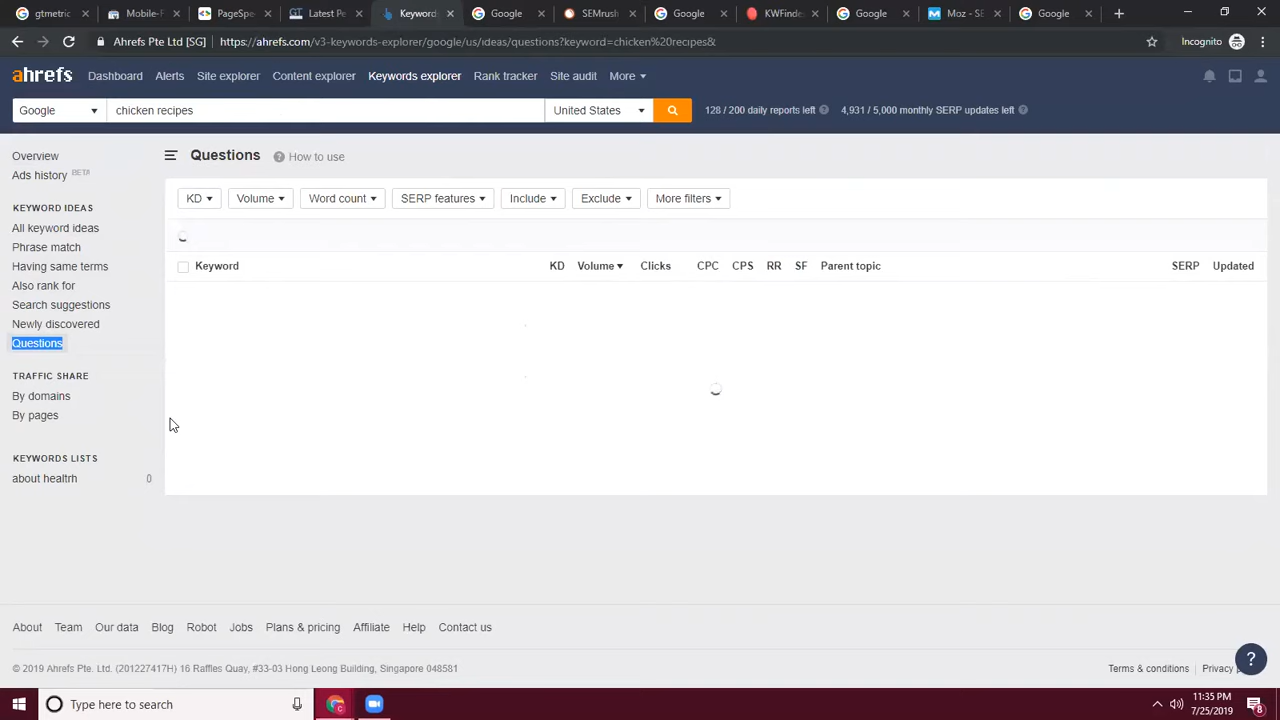 gtmetric
Mobile-F
PageSpe
Latest Pe
Keyword
Google
SEMrush
Google
KWFinde
Google
Moz - SE
Google
Ahrefs Pte Ltd [SG] https://ahrefs.com/v3-keywords-explorer/google/us/ideas/questions?keyword=chicken%20recipes&
Incognito
ahrefs Dashboard Alerts Site explorer Content explorer Keywords explorer Rank tracker Site audit More
Google chicken recipes United States 128 / 200 daily reports left ? 4,931 / 5,000 monthly SERP updates left ?
Overview
Ads history BETA
KEYWORD IDEAS
All keyword ideas
Phrase match
Having same terms
Also rank for
Search suggestions
Newly discovered
Questions
TRAFFIC SHARE
By domains
By pages
KEYWORDS LISTS
about healtrh 0
Questions ? How to use
KD Volume Word count SERP features Include Exclude More filters
Keyword KD Volume Clicks CPC CPS RR SF Parent topic SERP Updated
About Team Our data Blog Robot Jobs Plans & pricing Affiliate Help Contact us
© 2019 Ahrefs Pte. Ltd. (201227417H) 16 Raffles Quay, #33-03 Hong Leong Building, Singapore 048581
Terms & conditions Privacy
?
Type here to search
11:35 PM
7/25/2019
8